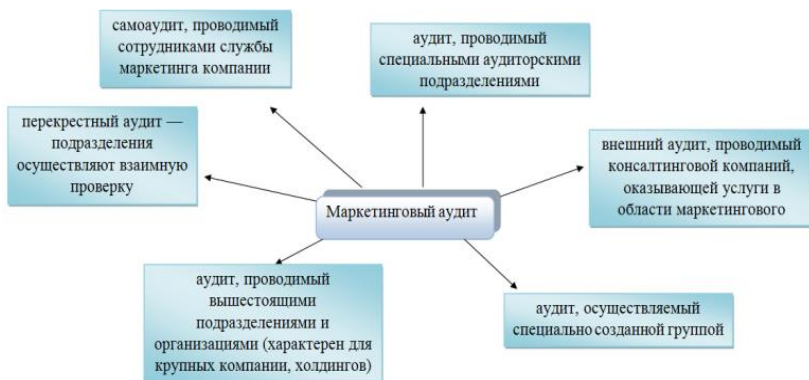 самоаудит, проводимый
сотрудниками службы
маркетинга компании
аудит, проводимый
специальными аудиторскими
подразделениями
перекрестный аудит —
подразделения
осуществляют взаимную
проверку
внешний аудит, проводимый
консалтинговой компаний,
оказывающей услуги в
области маркетингового
Маркетинговый аудит
аудит, проводимый
вышестоящими
подразделениями и
организациями (характерен для
крупных компании, холдингов)
аудит, осуществляемый
специально созданной группой